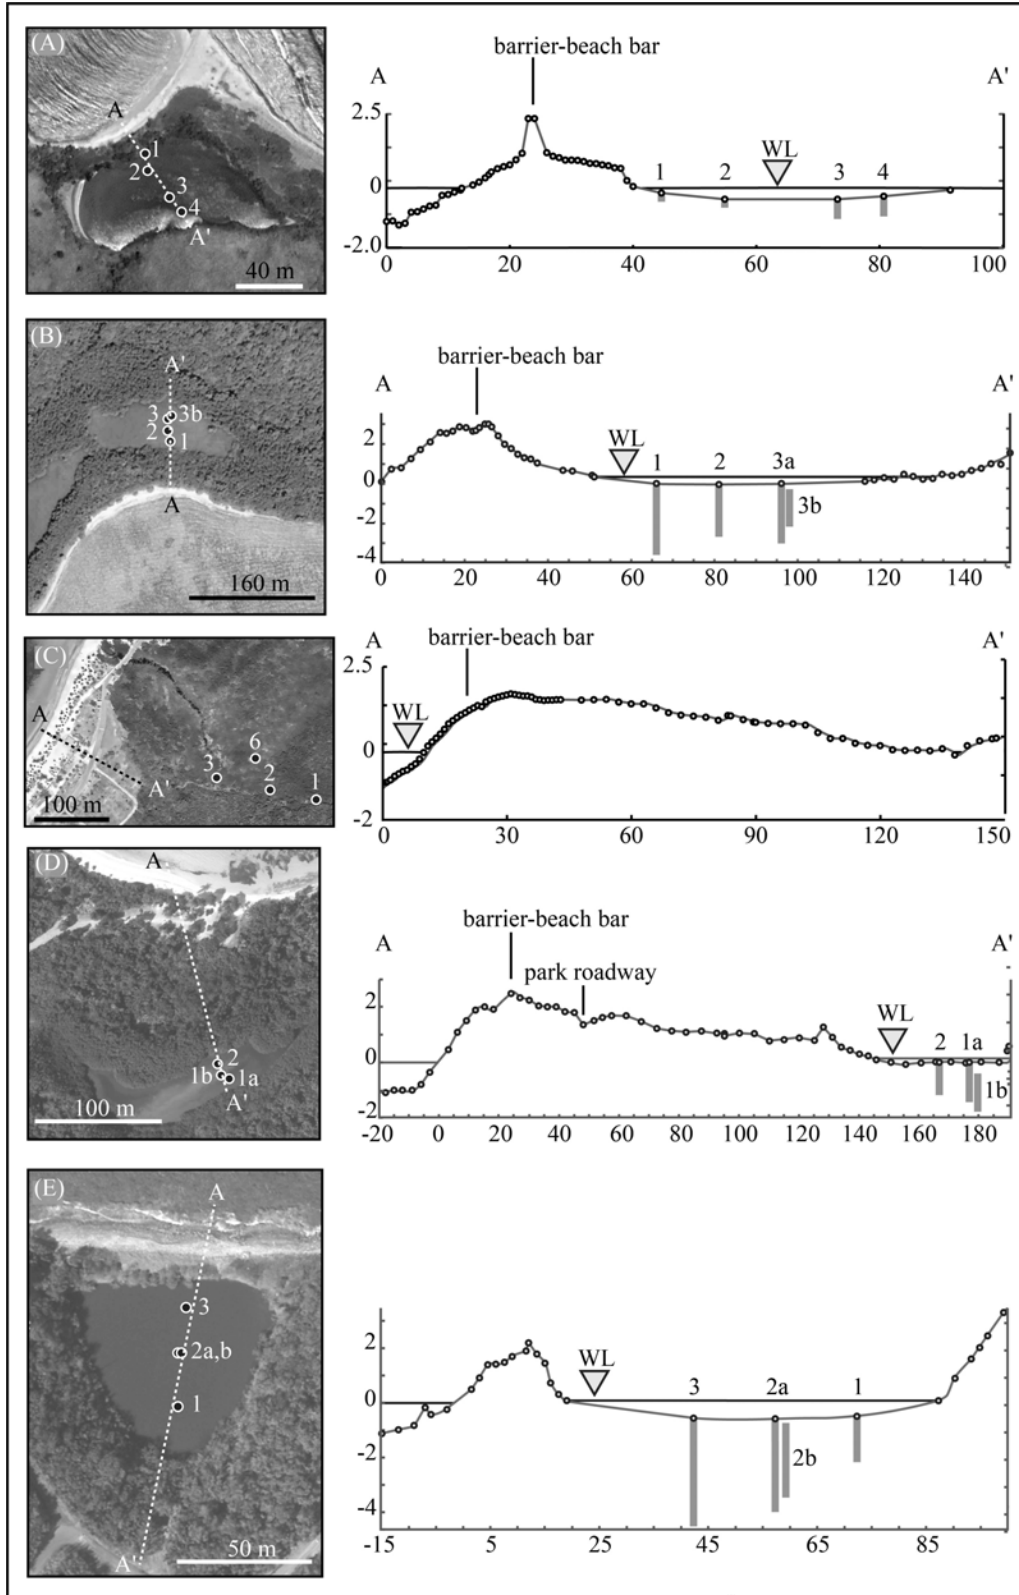 (A)
A
1
2
3
4
A'
40 m
barrier-beach bar
A A'
2.5
WL
1 2 3 4
0
-2.0
0 20 40 60 80 100
(B)
A'
3 3b
2
1
A
160 m
barrier-beach bar
A A'
WL
2
1 2 3a
0
3b
-2
-4
0 20 40 60 80 100 120 140
(C)
A
6
3
2
1
A'
100 m
barrier-beach bar
A A'
2.5
WL
0
-2
0 30 60 90 120 150
(D)
A
2
1b 1a
A'
100 m
barrier-beach bar
A A'
park roadway
WL
2
2 1a
0
1b
-2
-20 0 20 40 60 80 100 120 140 160 180
(E)
A
3
2a,b
1
A'
50 m
2
WL
3 2a 1
0
2b
-2
-4
-15 5 25 45 65 85